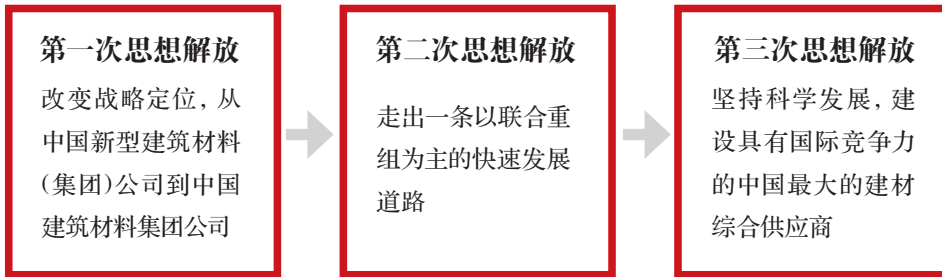 第一次思想解放
改变战略定位，从
中国新型建筑材料
（集团）公司到中国
建筑材料集团公司
第二次思想解放
走出一条以联合重
组为主的快速发展
道路
第三次思想解放
坚持科学发展，建
设具有国际竞争力
的中国最大的建材
综合供应商